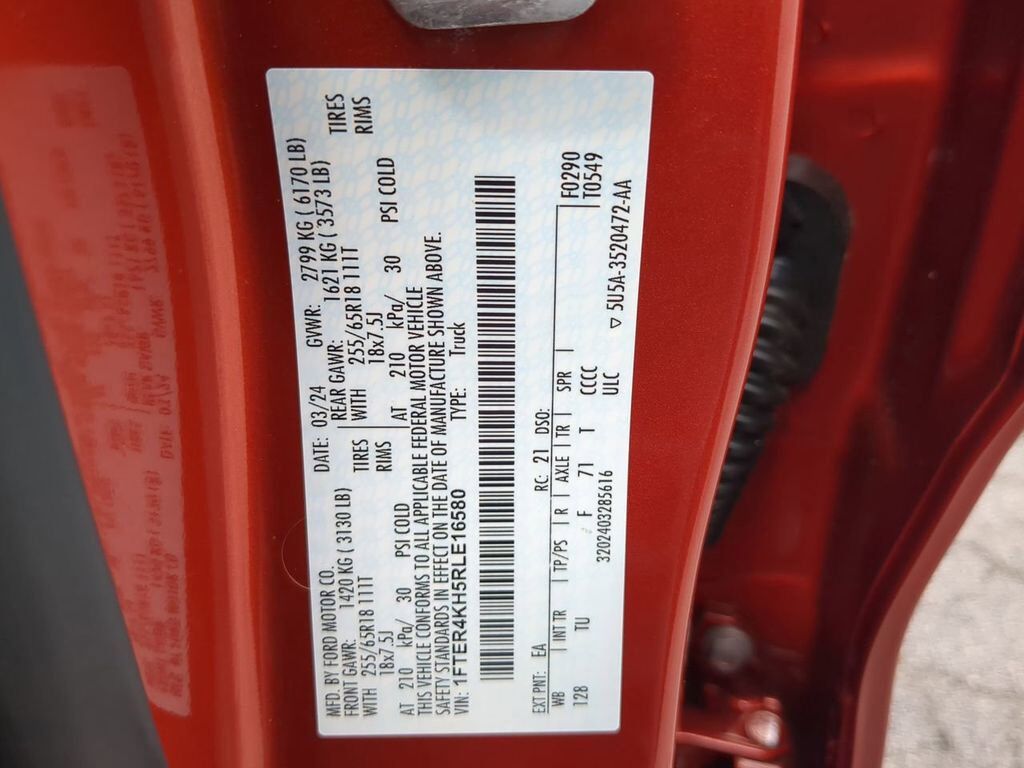 MFD. BY FORD MOTOR CO.
DATE: 03/24
GVWR: 2799 KG ( 6170 LB)
FRONT GAWR: 1420 KG ( 3130 LB)
REAR GAWR: 1621 KG ( 3573 LB)
WITH 255/65R18 111T TIRES
WITH 255/65R18 111T TIRES
18x7.5J RIMS
18x7.5J RIMS
AT 210 kPa/ 30 PSI COLD
AT 210 kPa/ 30 PSI COLD
THIS VEHICLE CONFORMS TO ALL APPLICABLE FEDERAL MOTOR VEHICLE
SAFETY STANDARDS IN EFFECT ON THE DATE OF MANUFACTURE SHOWN ABOVE.
VIN: 1FTER4KH5RLE16580
TYPE: Truck
EXT PNT: EA RC: 21 DSO: F0290
WB | INT TR | TP/PS | R | AXLE | TR | SPR | T0549
128 TU F 71 T CCCC
3202403285616 ULC
▽ 5U5A-3520472-AA